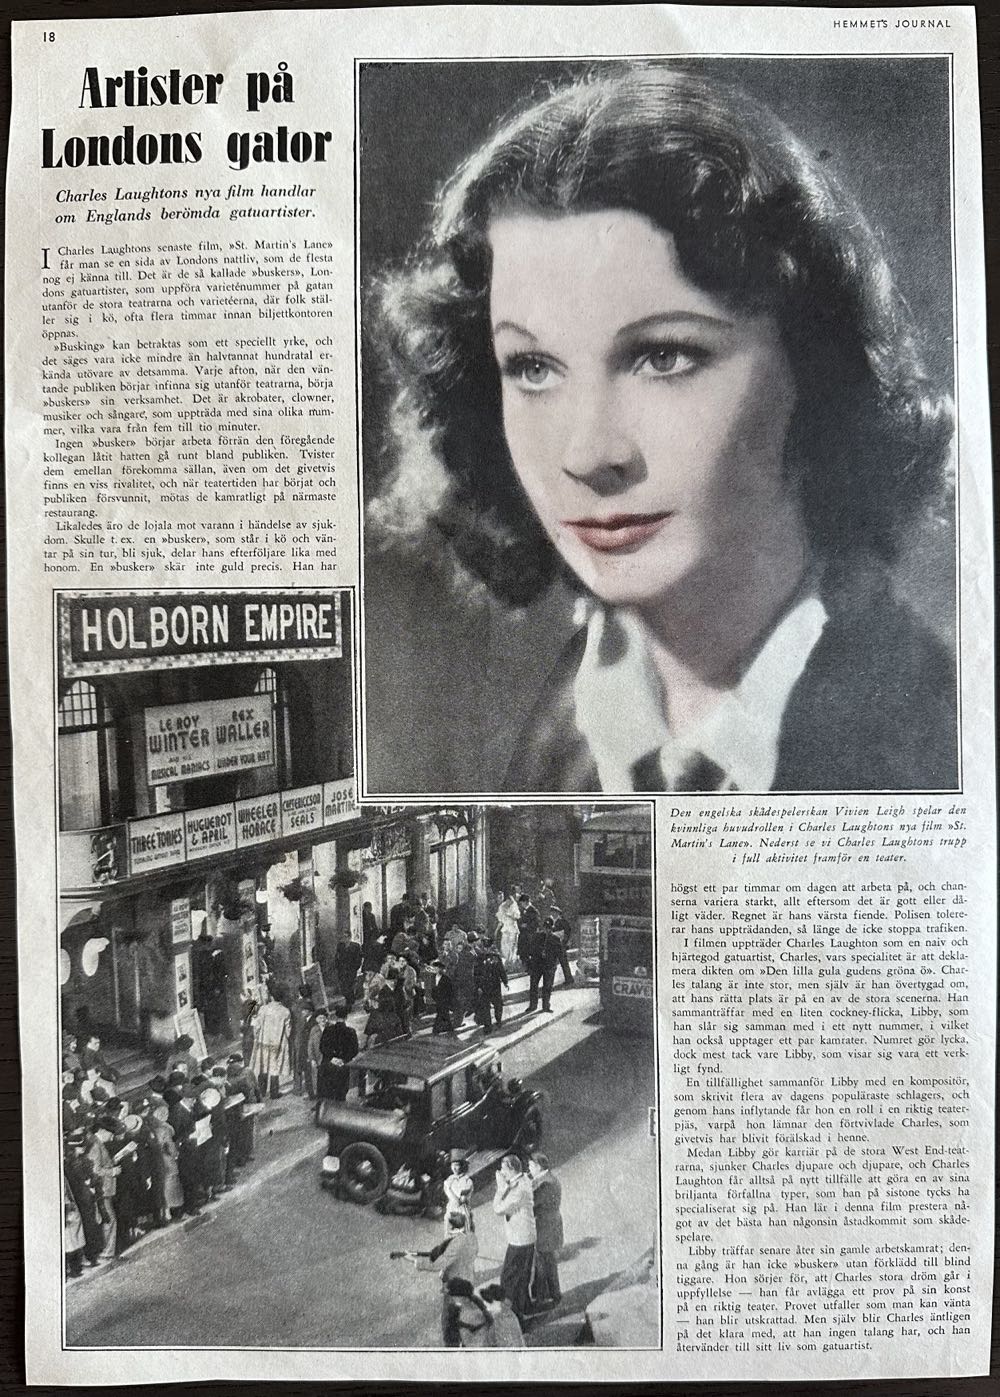 18
HEMMETS JOURNAL
Artister på
Londons gator
Charles Laughtons nya film handlar
om Englands berömda gatuartister.
I Charles Laughtons senaste film, »St. Martin's Lane»
får man se en sida av Londons nattliv, som de flesta
nog ej känna till. Det är de så kallade »buskers», Lon-
dons gatuartister, som uppföra varieténummer på gatan
utanför de stora teatrarna och varietéerna, där folk stäl-
ler sig i kö, ofta flera timmar innan biljettkontoren
öppnas.
»Busking» kan betraktas som ett speciellt yrke, och
det säges vara icke mindre än halvtannat hundratal er-
kända utövare av detsamma. Varje afton, när den vän-
tande publiken börjar infinna sig utanför teatrarna, börja
»buskers» sin verksamhet. Det är akrobater, clowner,
musiker och sångare, som uppträda med sina olika num-
mer, vilka vara från fem till tio minuter.
Ingen »busker» börjar arbeta förrän den föregående
kollegan låtit hatten gå runt bland publiken. Tvister
dem emellan förekomma sällan, även om det givetvis
finns en viss rivalitet, och när teatertiden har börjat och
publiken försvunnit, mötas de kamratligt på närmaste
restaurang.
Likaledes äro de lojala mot varann i händelse av sjuk-
dom. Skulle t. ex. en »busker», som står i kö och vän-
tar på sin tur, bli sjuk, delar hans efterföljare lika med
honom. En »busker» skär inte guld precis. Han har
HOLBORN EMPIRE
LE ROY
WINTER
AND HIS
MUSICAL MANIACS
REX
WALLER
UNDER YOUR HAT
THREE TONKS
HUGUENOT
& APRIL
WHEELER
HORACE
SEALS
JOSE
MARTINE
CRAVE
Den engelska skådespelerskan Vivien Leigh spelar den
kvinnliga huvudrollen i Charles Laughtons nya film »St.
Martin's Lane». Nederst se vi Charles Laughtons trupp
i full aktivitet framför en teater.
högst ett par timmar om dagen att arbeta på, och chan-
serna variera starkt, allt eftersom det är gott eller då-
ligt väder. Regnet är hans värsta fiende. Polisen tolere-
rar hans uppträdanden, så länge de icke stoppa trafiken.
I filmen uppträder Charles Laughton som en naiv och
hjärtegod gatuartist, Charles, vars specialitet är att dekla-
mera dikten om »Den lilla gula gudens gröna ö». Char-
les talang är inte stor, men själv är han övertygad om,
att hans rätta plats är på en av de stora scenerna. Han
sammanträffar med en liten cockney-flicka, Libby, som
han slår sig samman med i ett nytt nummer, i vilket
han också upptager ett par kamrater. Numret gör lycka,
dock mest tack vare Libby, som visar sig vara ett verk-
ligt fynd.
En tillfällighet sammanför Libby med en kompositör,
som skrivit flera av dagens populäraste schlagers, och
genom hans inflytande får hon en roll i en riktig teater-
pjäs, varpå hon lämnar den förtvivlade Charles, som
givetvis har blivit förälskad i henne.
Medan Libby gör karriär på de stora West End-teat-
rarna, sjunker Charles djupare och djupare, och Charles
Laughton får alltså på nytt tillfälle att göra en av sina
briljanta förfallna typer, som han på sistone tycks ha
specialiserat sig på. Han lär i denna film prestera nå-
got av det bästa han någonsin åstadkommit som skåde-
spelare.
Libby träffar senare åter sin gamle arbetskamrat; den-
na gång är han icke »busker» utan förklädd till blind
tiggare. Hon sörjer för, att Charles stora dröm går i
uppfyllelse — han får avlägga ett prov på sin konst
på en riktig teater. Provet utfaller som man kan vänta
— han blir utskrattad. Men själv blir Charles äntligen
på det klara med, att han ingen talang har, och han
återvänder till sitt liv som gatuartist.